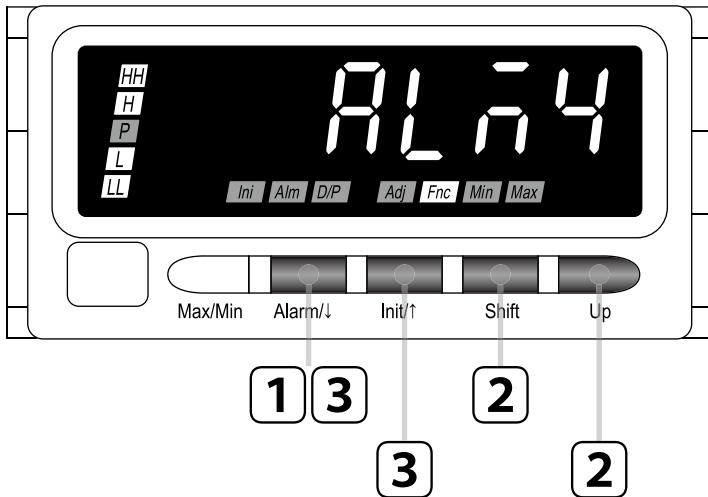 HH
H
P
L
LL
ALM4
Ini Alm D/P Adj Fnc Min Max
Max/Min Alarm/↓ Init/↑ Shift Up
1 3 2
3 2